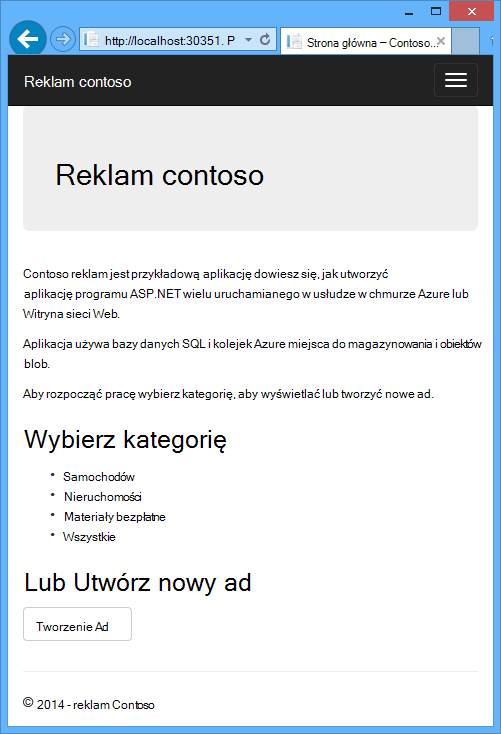 http://localhost:30351. P
Strona główna – Contoso...
Reklam contoso
Reklam contoso
Contoso reklam jest przykładową aplikację dowiesz się, jak utworzyć
aplikację programu ASP.NET wielu uruchamianego w usłudze w chmurze Azure lub
Witryna sieci Web.
Aplikacja używa bazy danych SQL i kolejek Azure miejsca do magazynowania i obiektów
blob.
Aby rozpocząć pracę wybierz kategorię, aby wyświetlać lub tworzyć nowe ad.
Wybierz kategorię
• Samochodów
• Nieruchomości
• Materiały bezpłatne
• Wszystkie
Lub Utwórz nowy ad
Tworzenie Ad
© 2014 - reklam Contoso